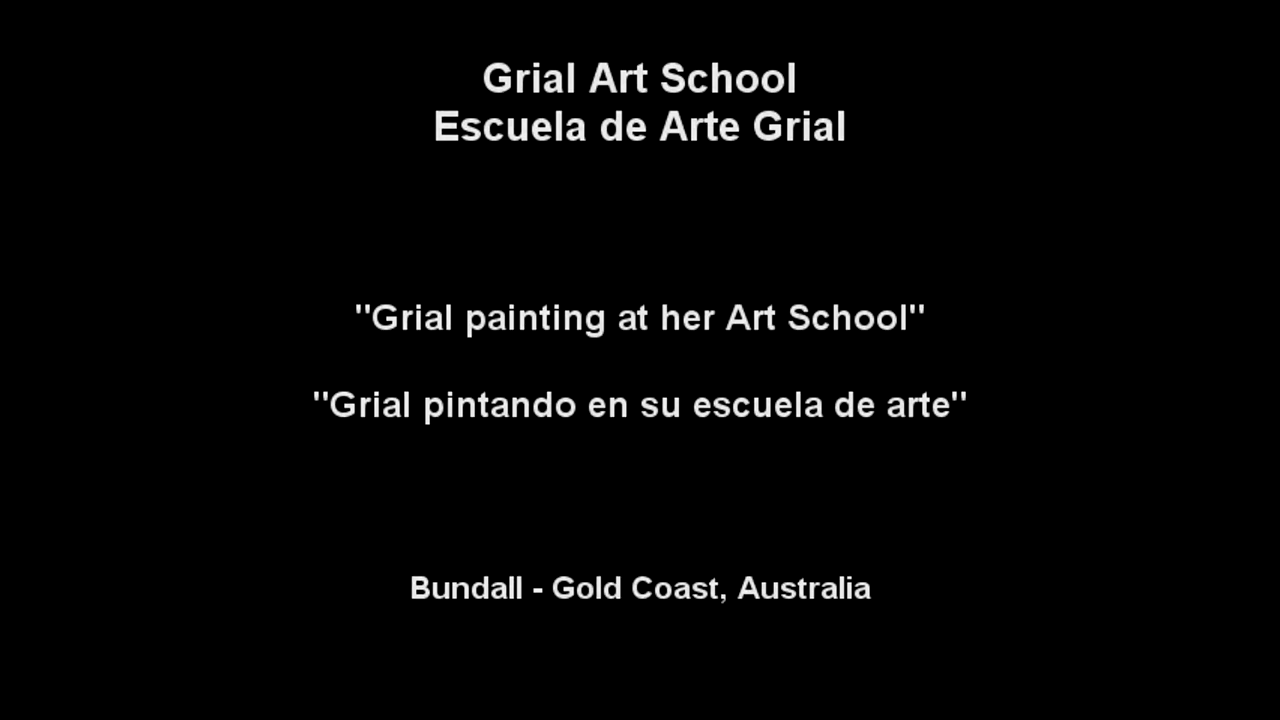 Grial Art School
Escuela de Arte Grial
"Grial painting at her Art School"
"Grial pintando en su escuela de arte"
Bundall - Gold Coast, Australia